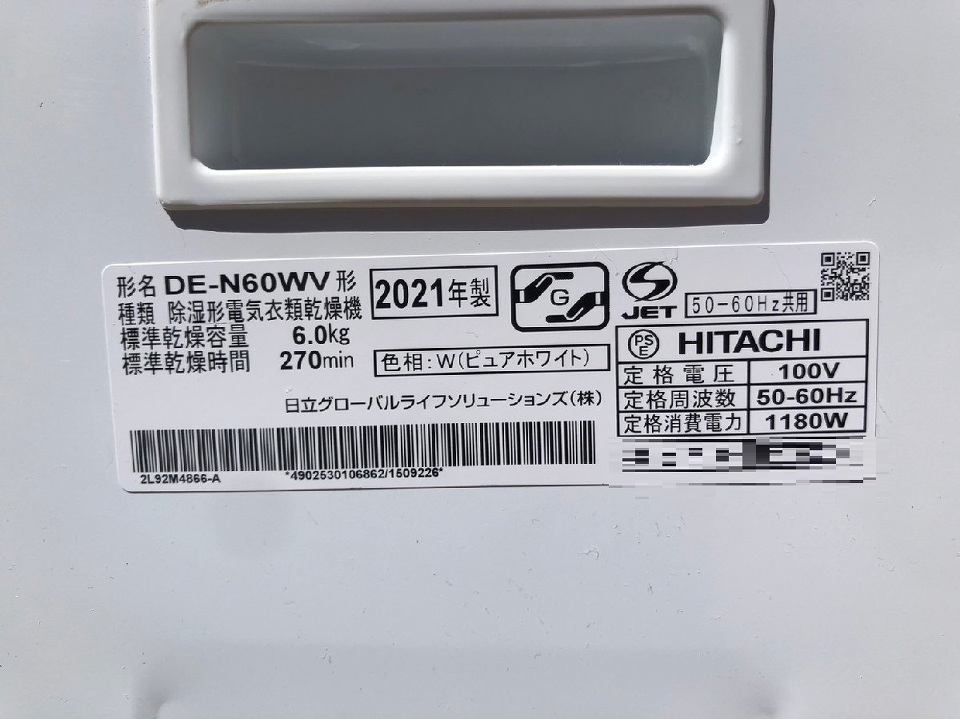 形名 DE-N60WV 形
種類 除湿形電気衣類乾燥機
標準乾燥容量 6.0kg
標準乾燥時間 270min
2021年製
G
色相:W(ピュアホワイト)
日立グローバルライフソリューションズ(株)
2L92M4866-A
*4902530106862/1509226*
S
JET
50-60Hz共用
PS
E
HITACHI
定格電圧 100V
定格周波数 50-60Hz
定格消費電力 1180W